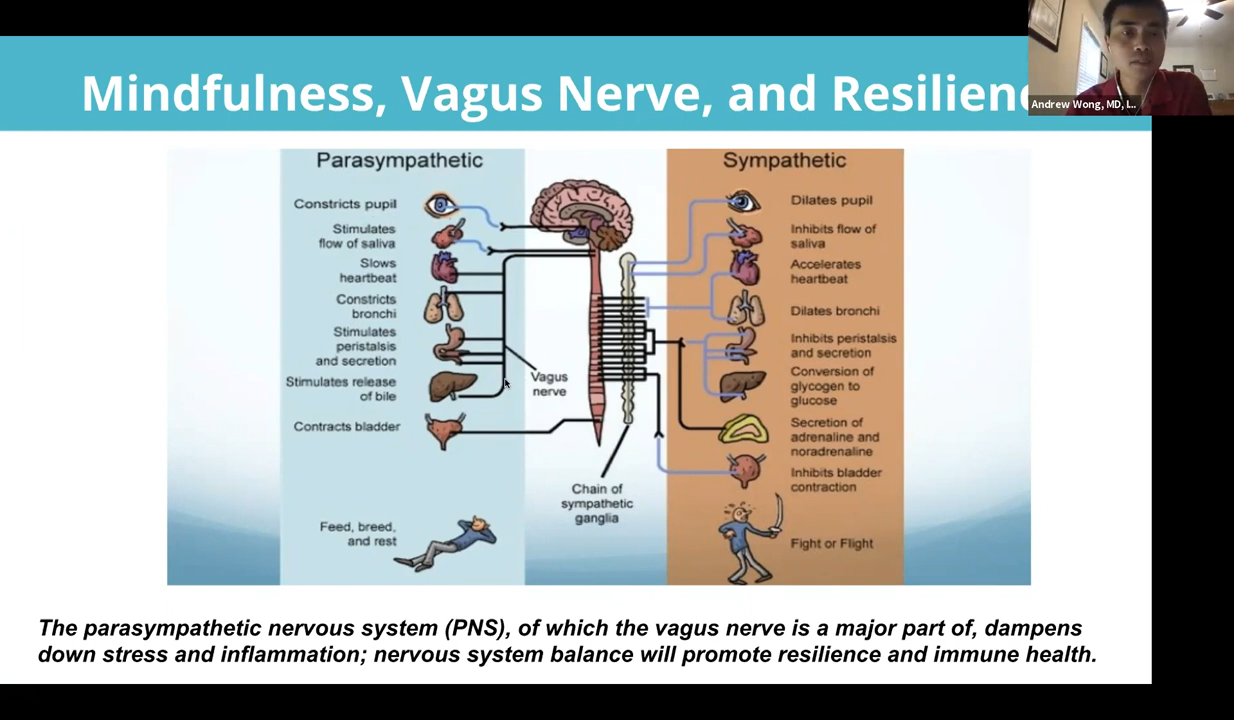 Mindfulness, Vagus Nerve, and Resilienc
Andrew Wong, MD, L...
Parasympathetic
Constricts pupil
Stimulates
flow of saliva
Slows
heartbeat
Constricts
bronchi
Stimulates
peristalsis
and secretion
Stimulates release
of bile
Contracts bladder
Feed, breed,
and rest
Vagus
nerve
Chain of
sympathetic
ganglia
Sympathetic
Dilates pupil
Inhibits flow of
saliva
Accelerates
heartbeat
Dilates bronchi
Inhibits peristalsis
and secretion
Conversion of
glycogen to
glucose
Secretion of
adrenaline and
noradrenaline
Inhibits bladder
contraction
Fight or Flight
The parasympathetic nervous system (PNS), of which the vagus nerve is a major part of, dampens
down stress and inflammation; nervous system balance will promote resilience and immune health.